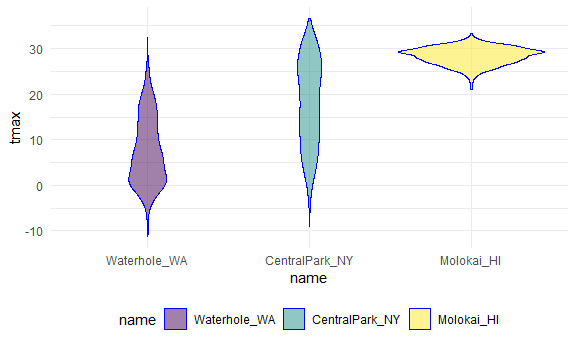 30
20
10
0
-10
tmax
Waterhole_WA CentralPark_NY Molokai_HI
name
name Waterhole_WA CentralPark_NY Molokai_HI